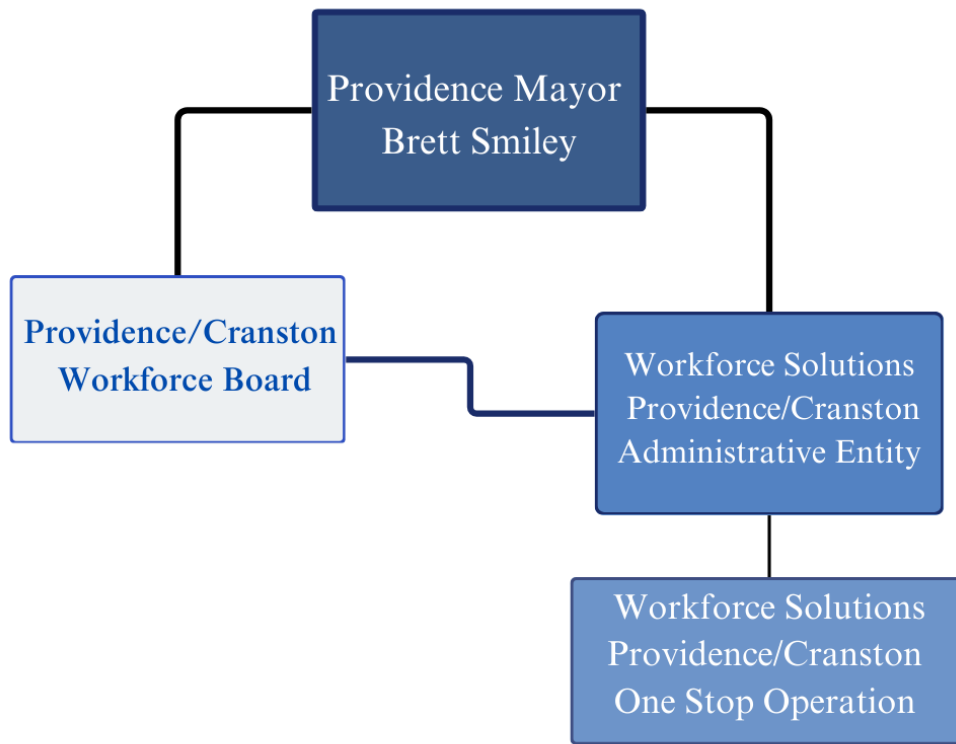 Providence Mayor
Brett Smiley
Providence/Cranston
Workforce Board
Workforce Solutions
Providence/Cranston
Administrative Entity
Workforce Solutions
Providence/Cranston
One Stop Operation